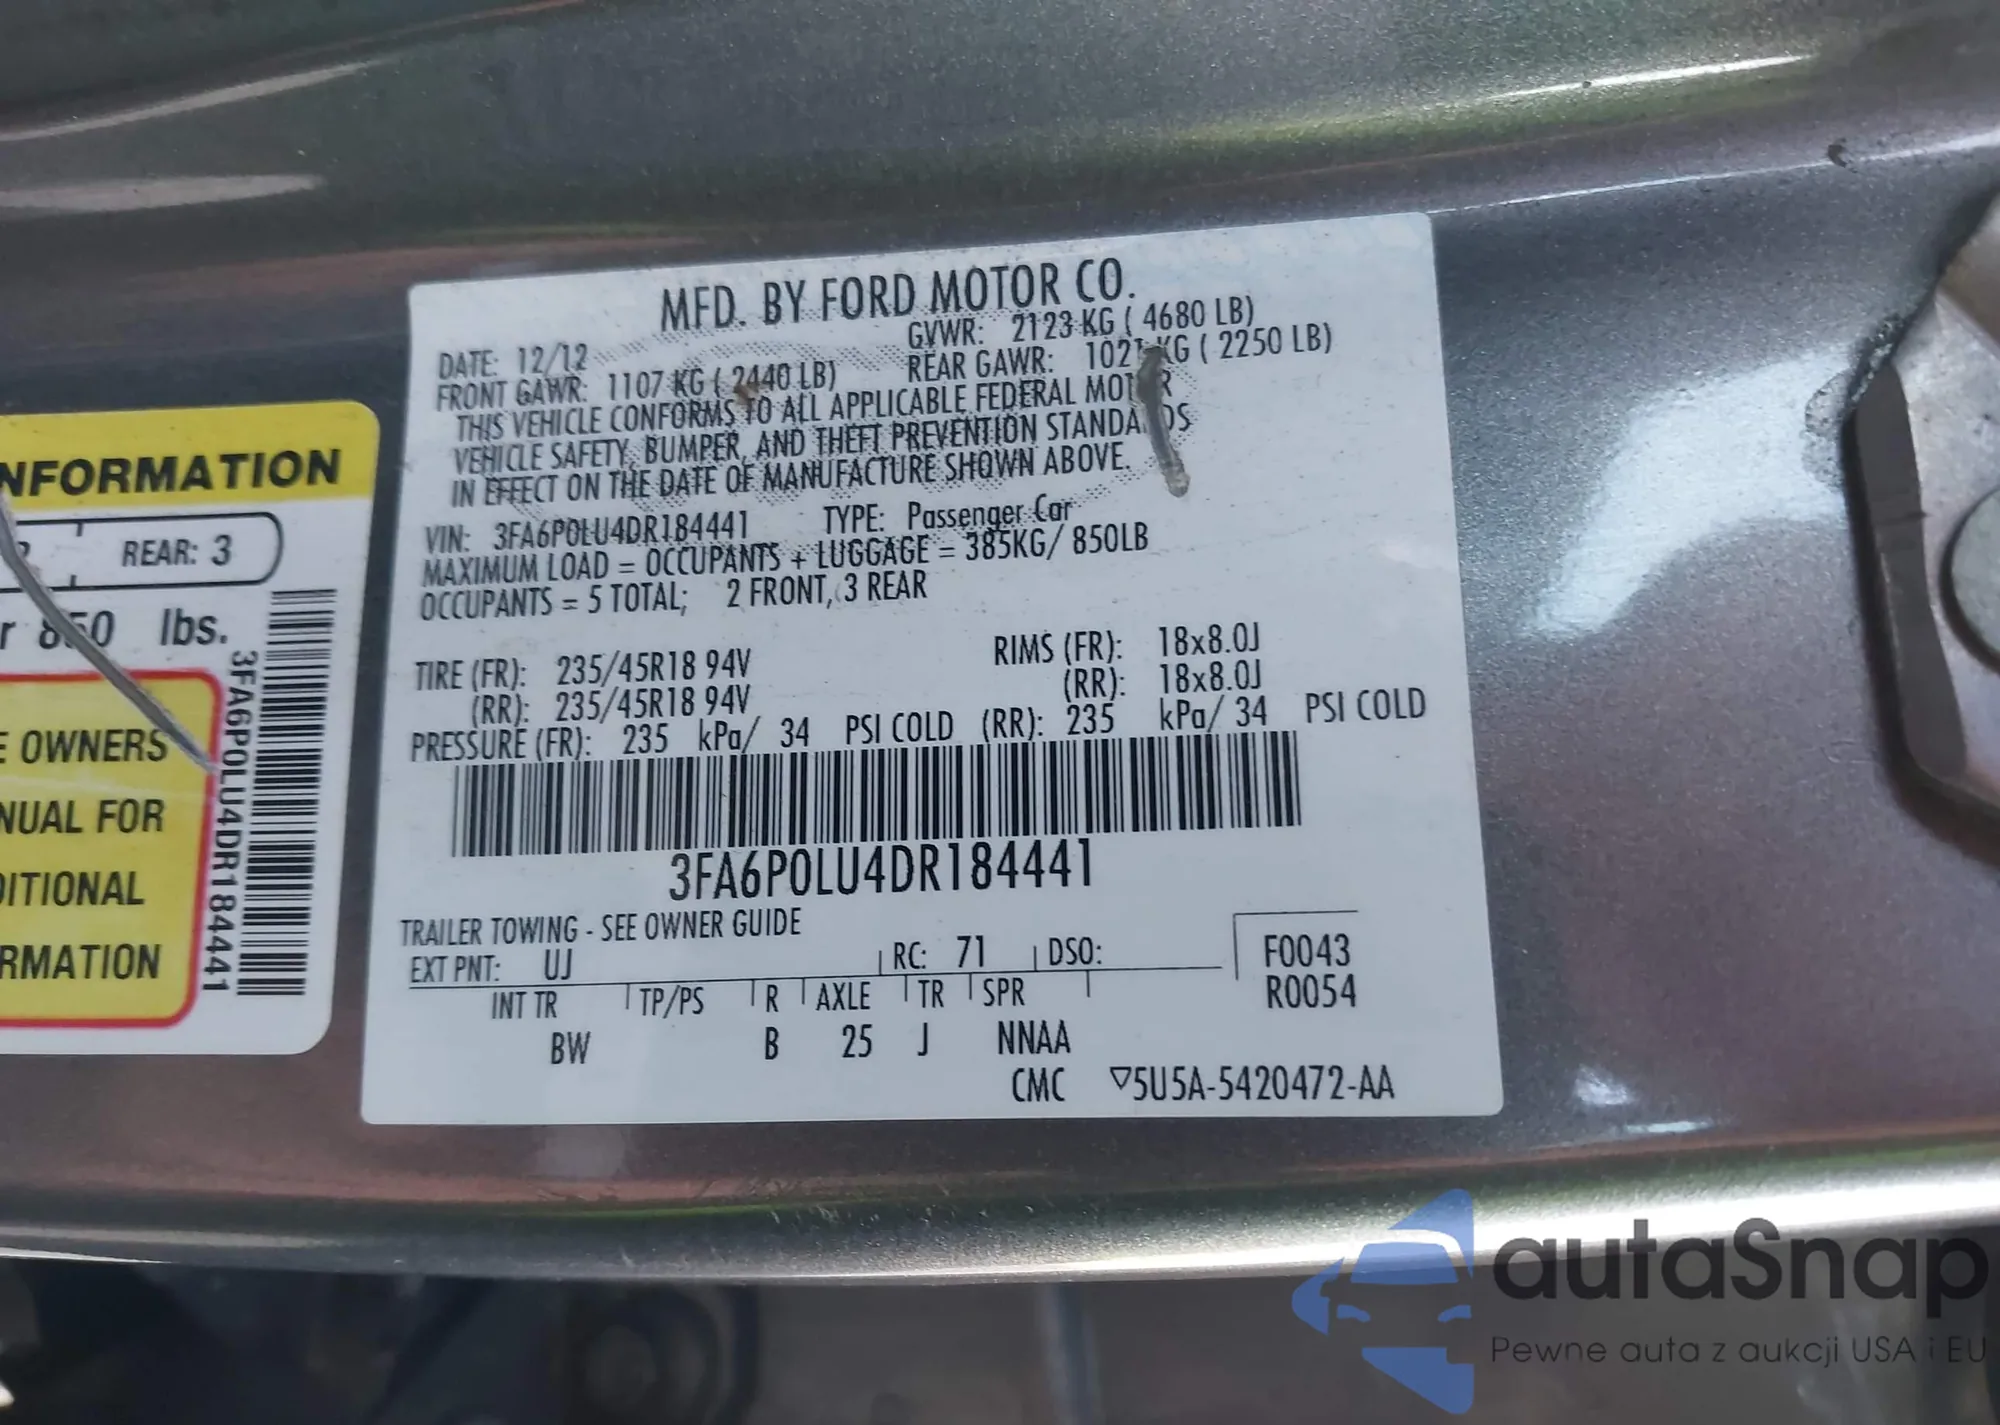 MFD. BY FORD MOTOR CO.
DATE: 12/12 GVWR: 2123 KG ( 4680 LB)
FRONT GAWR: 1107 KG ( 2440 LB) REAR GAWR: 1021 KG ( 2250 LB)
THIS VEHICLE CONFORMS TO ALL APPLICABLE FEDERAL MOTOR
VEHICLE SAFETY, BUMPER, AND THEFT PREVENTION STANDARDS
IN EFFECT ON THE DATE OF MANUFACTURE SHOWN ABOVE.
VIN: 3FA6P0LU4DR184441 TYPE: Passenger Car
MAXIMUM LOAD = OCCUPANTS + LUGGAGE = 385KG/ 850LB
OCCUPANTS = 5 TOTAL; 2 FRONT, 3 REAR
TIRE (FR): 235/45R18 94V RIMS (FR): 18x8.0J
(RR): 235/45R18 94V (RR): 18x8.0J
PRESSURE (FR): 235 kPa/ 34 PSI COLD (RR): 235 kPa/ 34 PSI COLD
3FA6P0LU4DR184441
TRAILER TOWING - SEE OWNER GUIDE
EXT PNT: UJ RC: 71 DSO:
INT TR TP/PS R AXLE TR SPR
BW B 25 J NNAA
F0043
R0054
CMC ▽5U5A-5420472-AA
NFORMATION
REAR: 3
r 850 lbs.
E OWNERS
NUAL FOR
DITIONAL
RMATION
3FA6P0LU4DR184441
autaSnap
Pewne auta z aukcji USA i EU